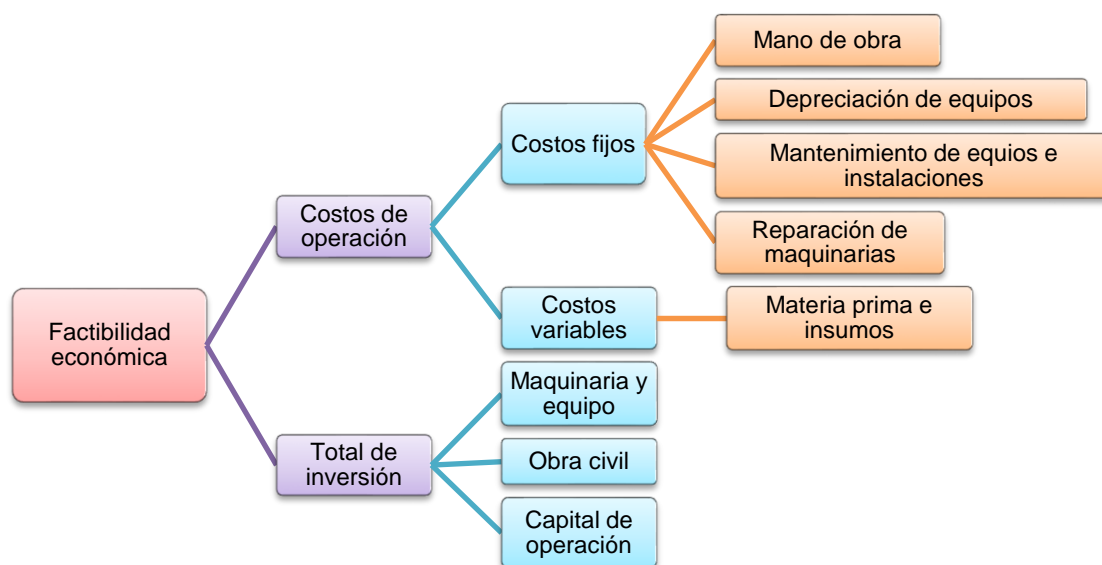 Factibilidad
económica
Costos de
operación
Costos fijos
Mano de obra
Depreciación de equipos
Mantenimiento de equios e
instalaciones
Reparación de
maquinarias
Costos
variables
Materia prima e
insumos
Total de
inversión
Maquinaria y
equipo
Obra civil
Capital de
operación